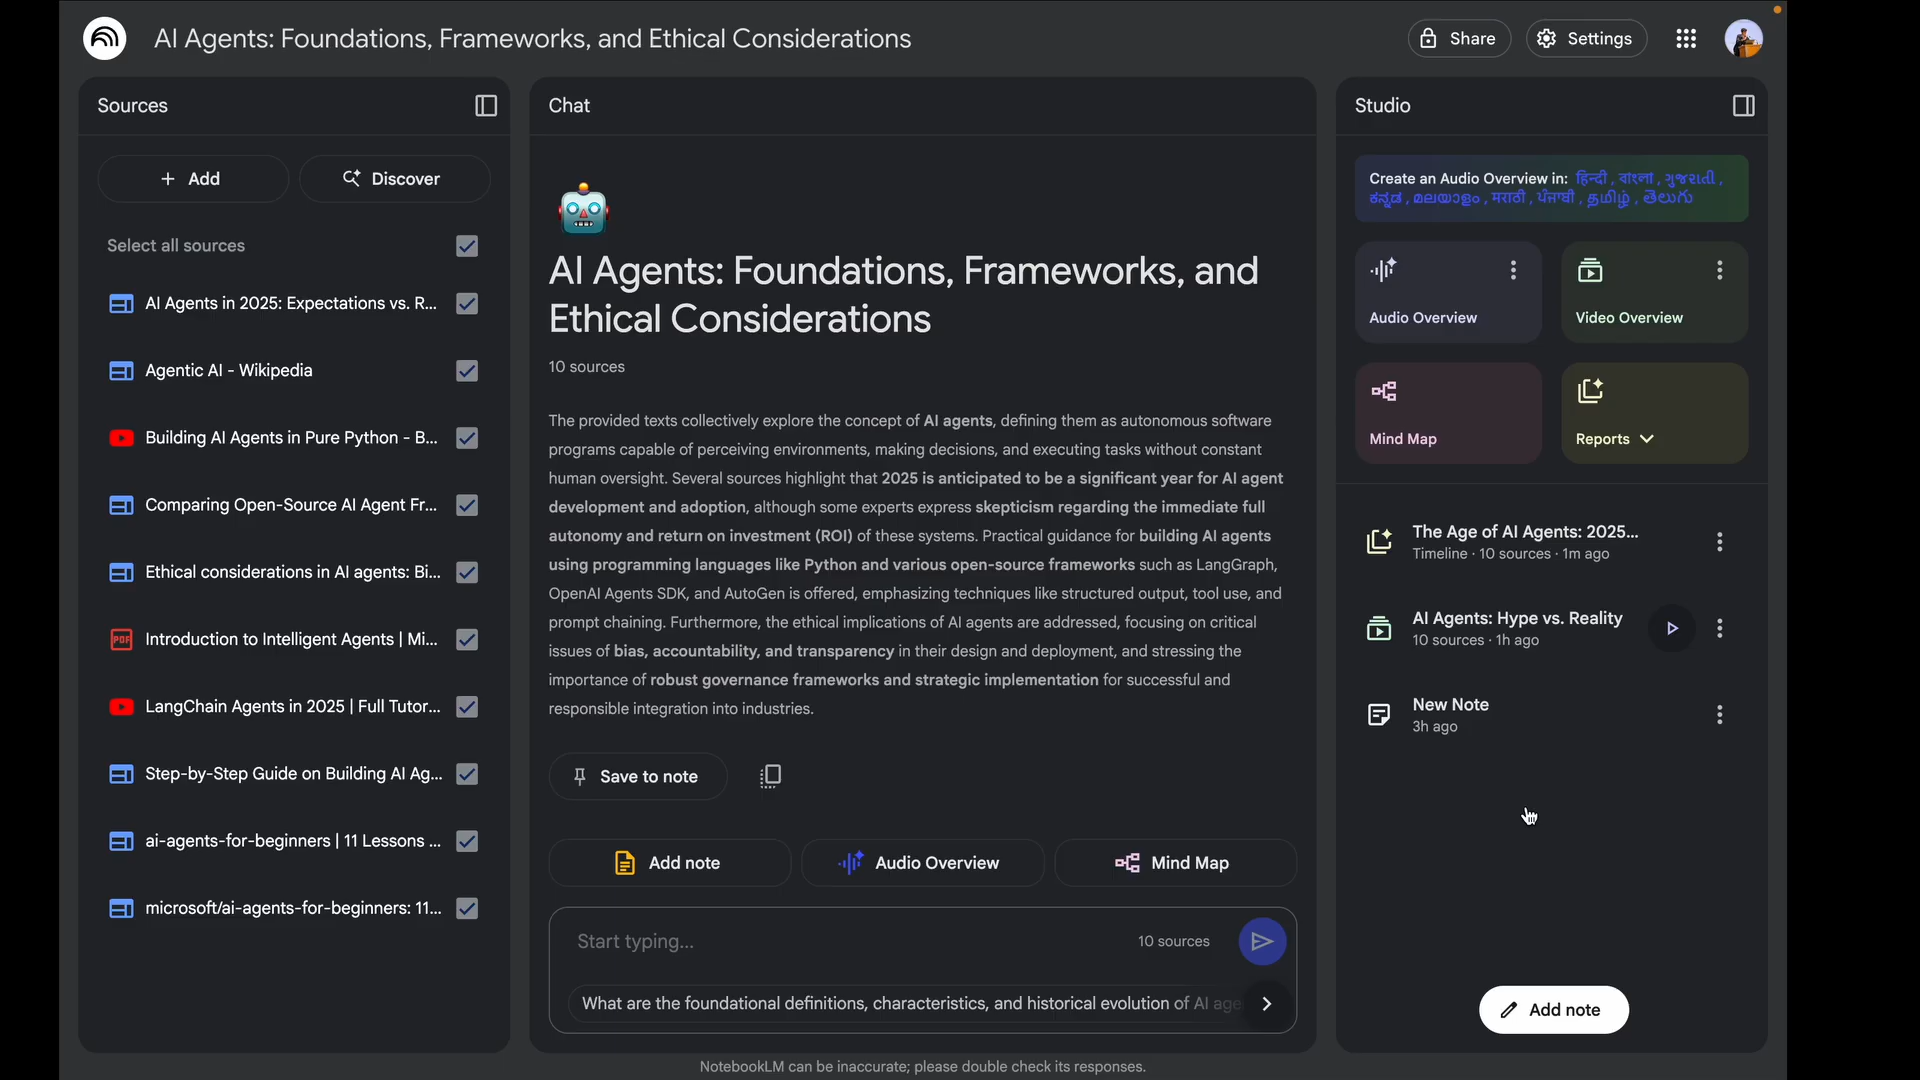 AI Agents: Foundations, Frameworks, and Ethical Considerations
Share
Settings
Sources
Add
Discover
Select all sources
AI Agents in 2025: Expectations vs. R...
Agentic AI - Wikipedia
Building AI Agents in Pure Python - B...
Comparing Open-Source AI Agent Fr...
Ethical considerations in AI agents: Bi...
PDF
Introduction to Intelligent Agents | Mi...
LangChain Agents in 2025 | Full Tutor...
Step-by-Step Guide on Building AI Ag...
ai-agents-for-beginners | 11 Lessons ...
microsoft/ai-agents-for-beginners: 11...
Chat
AI Agents: Foundations, Frameworks, and
Ethical Considerations
10 sources
The provided texts collectively explore the concept of AI agents, defining them as autonomous software
programs capable of perceiving environments, making decisions, and executing tasks without constant
human oversight. Several sources highlight that 2025 is anticipated to be a significant year for AI agent
development and adoption, although some experts express skepticism regarding the immediate full
autonomy and return on investment (ROI) of these systems. Practical guidance for building AI agents
using programming languages like Python and various open-source frameworks such as LangGraph,
OpenAI Agents SDK, and AutoGen is offered, emphasizing techniques like structured output, tool use, and
prompt chaining. Furthermore, the ethical implications of AI agents are addressed, focusing on critical
issues of bias, accountability, and transparency in their design and deployment, and stressing the
importance of robust governance frameworks and strategic implementation for successful and
responsible integration into industries.
Save to note
Add note
Audio Overview
Mind Map
Start typing...
10 sources
What are the foundational definitions, characteristics, and historical evolution of AI age
NotebookLM can be inaccurate; please double check its responses.
Studio
Create an Audio Overview in: हिन्दी , বাংলা , ગુજરાતી ,
ಕನ್ನಡ , മലയാളം , मराठी , ਪੰਜਾਬੀ , தமிழ் , తెలుగు
Audio Overview
Video Overview
Mind Map
Reports
The Age of AI Agents: 2025...
Timeline · 10 sources · 1m ago
AI Agents: Hype vs. Reality
10 sources · 1h ago
New Note
3h ago
Add note